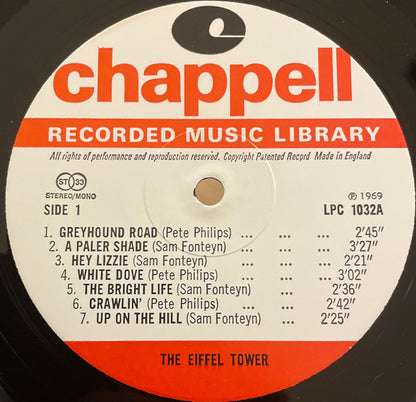 chappell
RECORDED MUSIC LIBRARY
All rights of performance and reproduction reserved. Copyright Patented Record Made in England
ST 33
STEREO/MONO
℗ 1969
SIDE 1 LPC 1032A
1. GREYHOUND ROAD (Pete Philips) ... ... 2'45"
2. A PALER SHADE (Sam Fonteyn) ... ... 3'27"
3. HEY LIZZIE (Sam Fonteyn) ... ... ... 2'21"
4. WHITE DOVE (Pete Philips) ... ... ... 3'02"
5. THE BRIGHT LIFE (Sam Fonteyn) ... ... 2'36"
6. CRAWLIN' (Pete Philips) ... ... ... 2'42"
7. UP ON THE HILL (Sam Fonteyn) ... 2'25"
THE EIFFEL TOWER